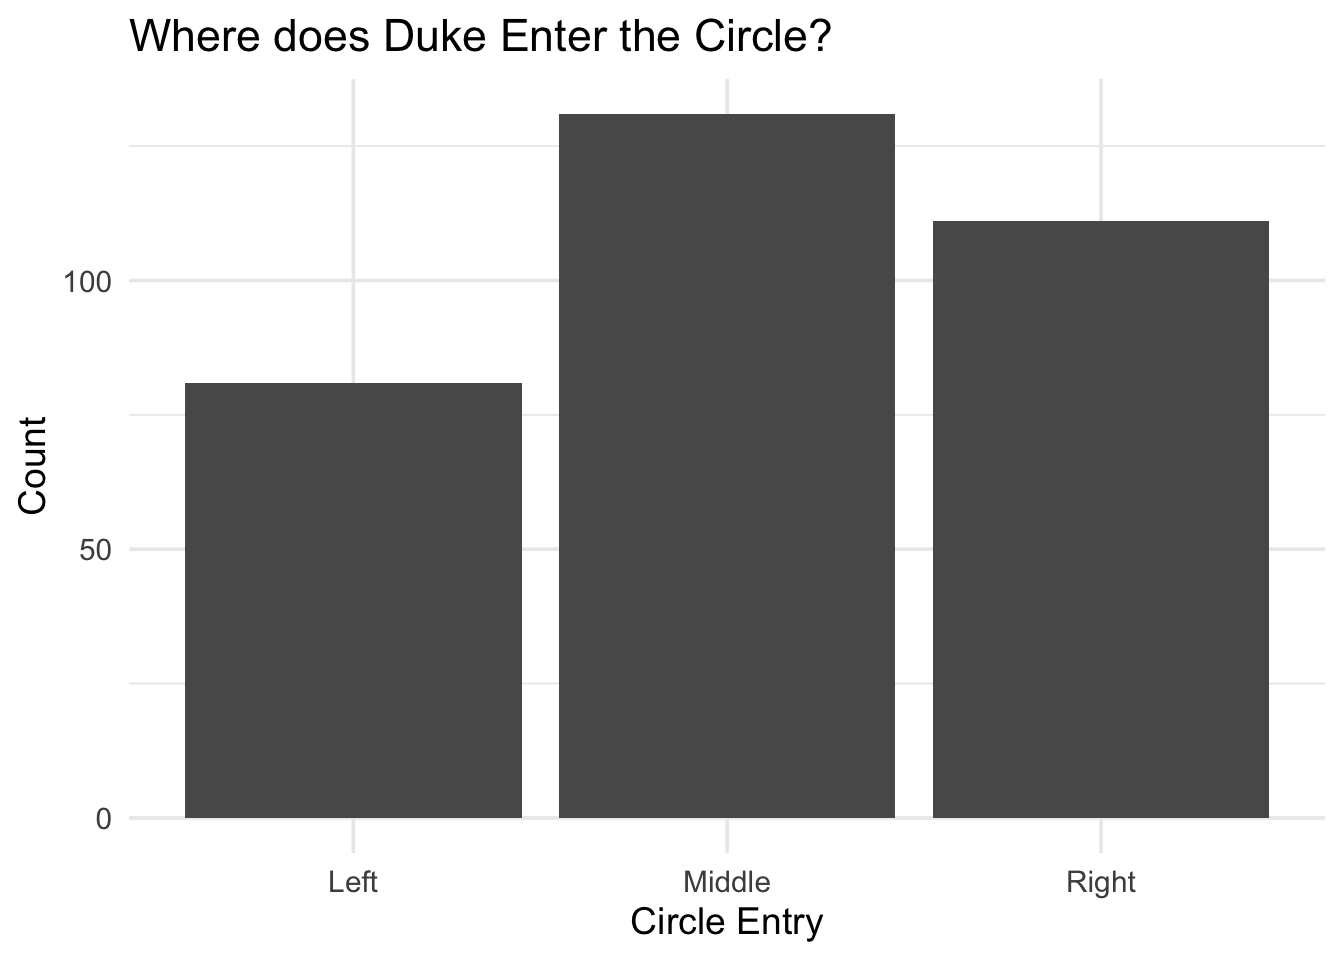 Where does Duke Enter the Circle?
100
50
0
Count
Left Middle Right
Circle Entry